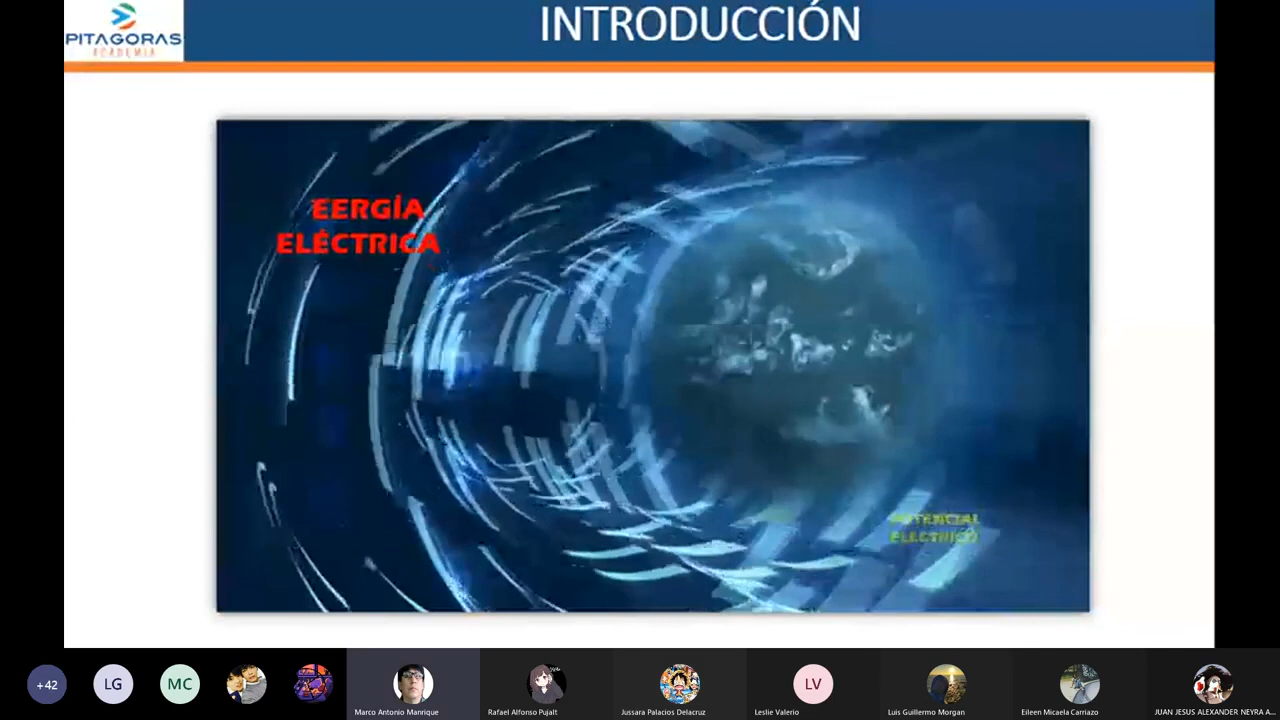 PITAGORAS
ACADEMIA
INTRODUCCIÓN
EERGÍA
ELÉCTRICA
POTENCIAL
ELÉCTRICO
+42
LG
MC
LV
Marco Antonio Manrique
Rafael Alfonso Pujalt
Jussara Palacios Delacruz
Leslie Valerio
Luis Guillermo Morgan
Eileen Micaela Carriazo
JUAN JESUS ALEXANDER NEYRA A...